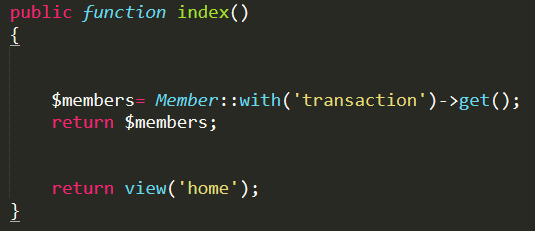 public function index()
{
$members= Member::with('transaction')->get();
return $members;
return view('home');
}